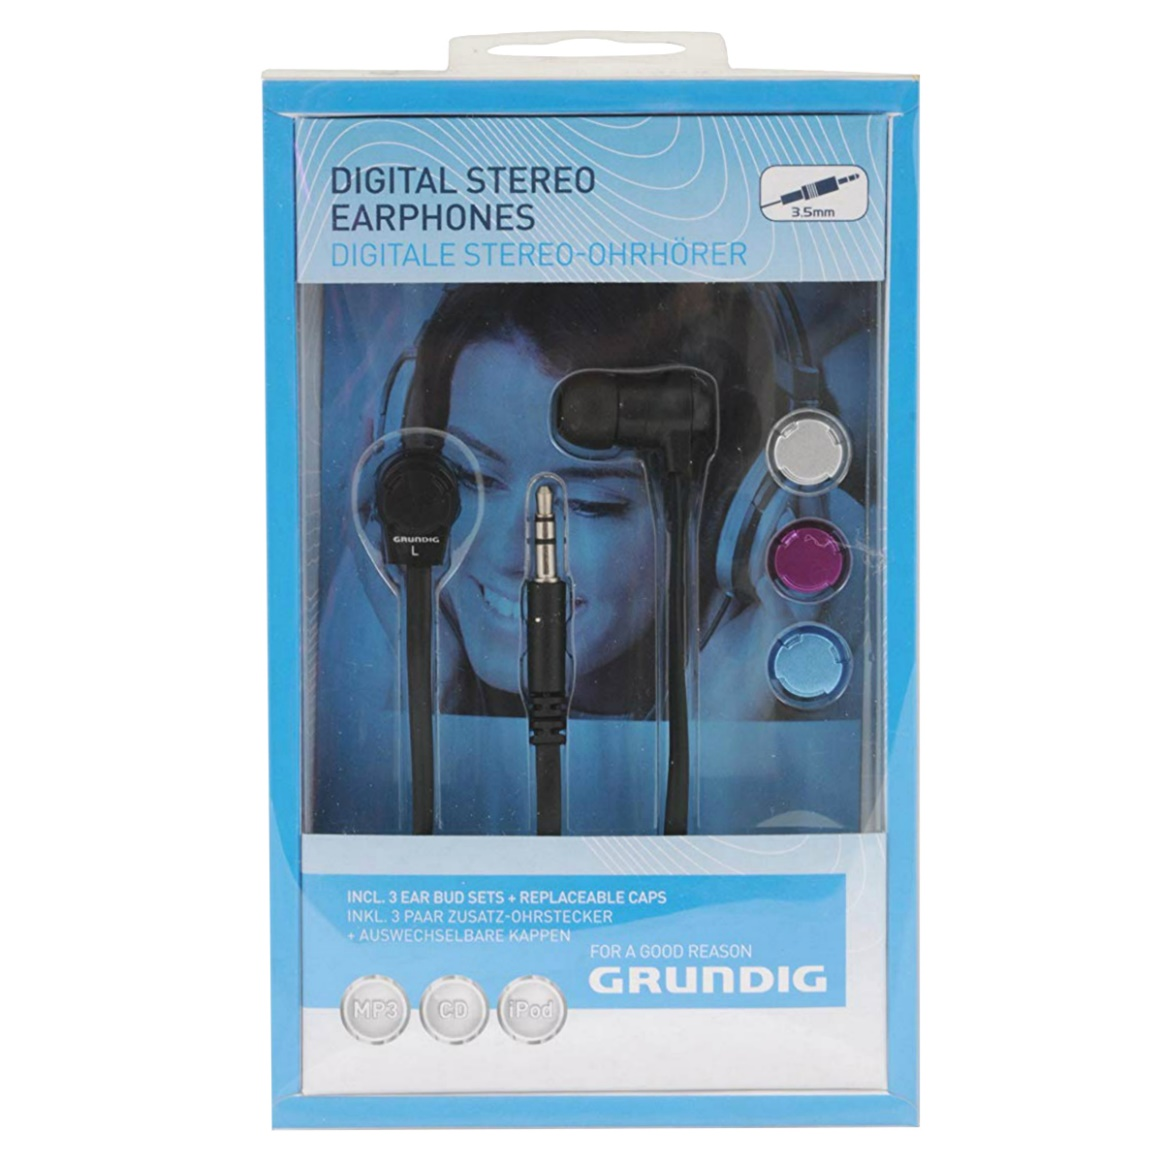 DIGITAL STEREO
EARPHONES
DIGITALE STEREO-OHRHÖRER
3.5mm
GRUNDIG
L
INCL. 3 EAR BUD SETS + REPLACEABLE CAPS
INKL. 3 PAAR ZUSATZ-OHRSTECKER
+ AUSWECHSELBARE KAPPEN
FOR A GOOD REASON
GRUNDIG
MP3 CD iPod